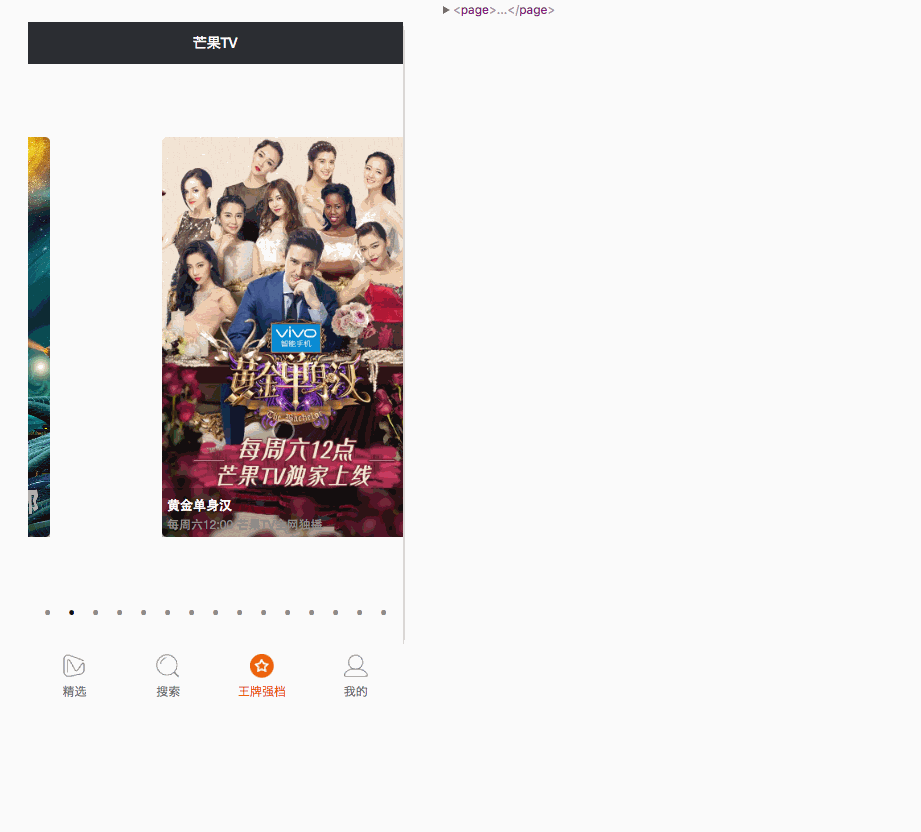 ▶ <page>…</page>
芒果TV
vivo
智能手机
黄金单身汉
The Bachelor
每周六12点
芒果TV独家上线
黄金单身汉
每周六12:00 芒果TV全网独播
精选
搜索
王牌强档
我的